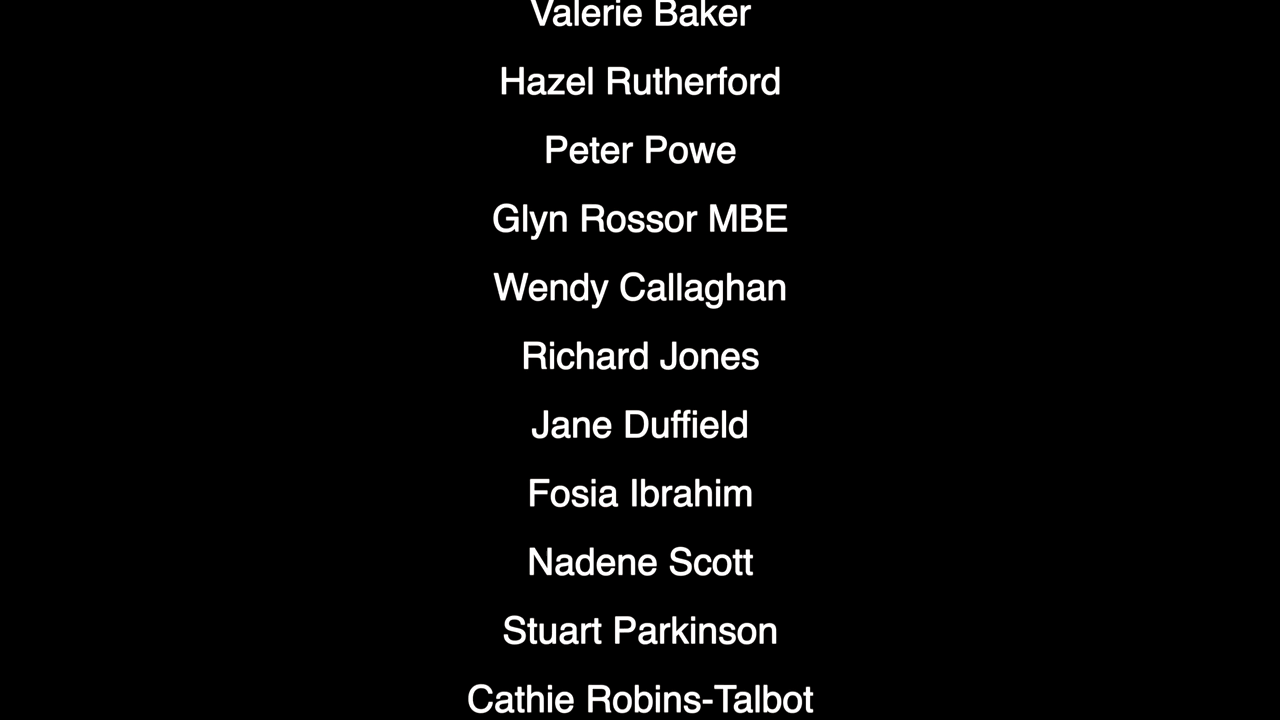 Valerie Baker
Hazel Rutherford
Peter Powe
Glyn Rossor MBE
Wendy Callaghan
Richard Jones
Jane Duffield
Fosia Ibrahim
Nadene Scott
Stuart Parkinson
Cathie Robins-Talbot